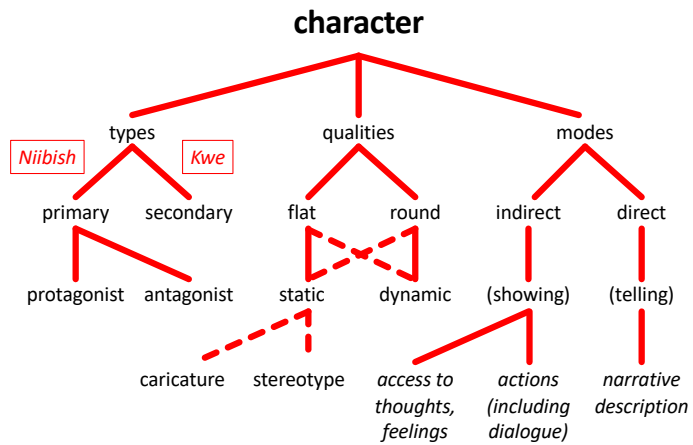 character
types
qualities
modes
Niibish
Kwe
primary
secondary
flat
round
indirect
direct
protagonist
antagonist
static
dynamic
(showing)
(telling)
caricature
stereotype
access to
thoughts,
feelings
actions
(including
dialogue)
narrative
description